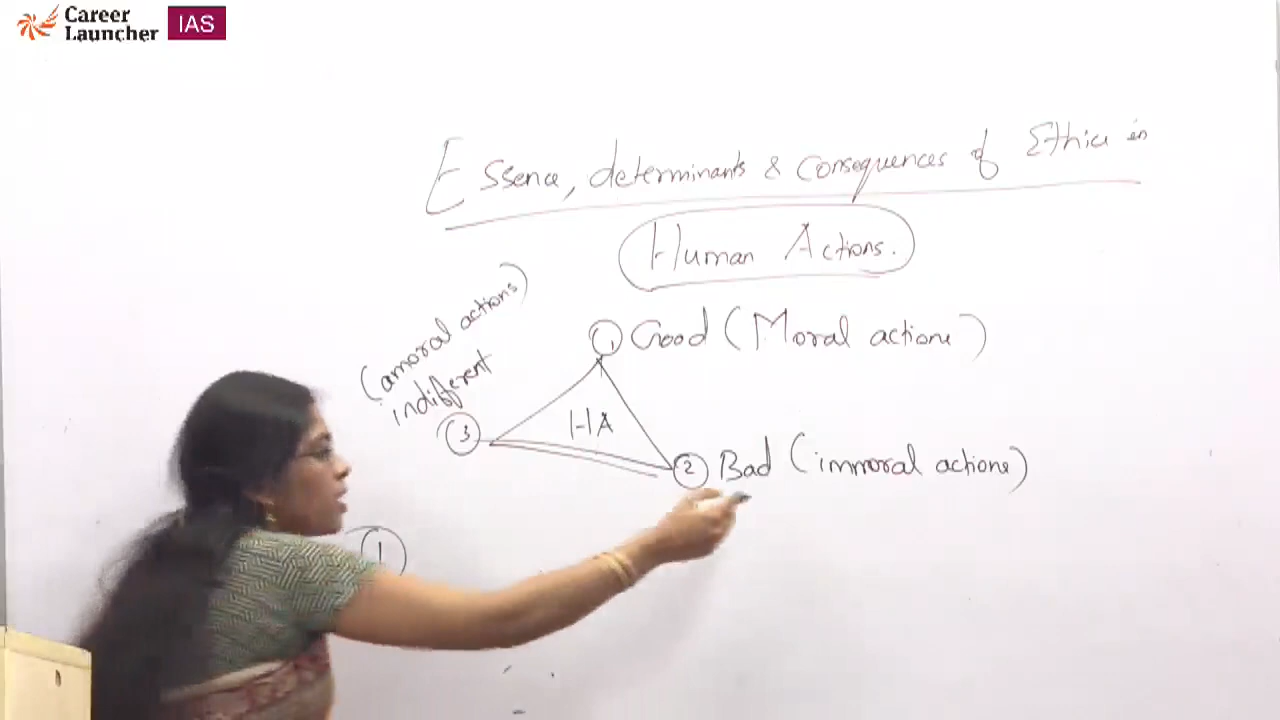 Career
Launcher
IAS
Essence, determinants & consequences of Ethics in
Human Actions.
(amoral actions)
indifferent
1 Good (Moral actions)
3
HA
2 Bad (immoral actions)
1